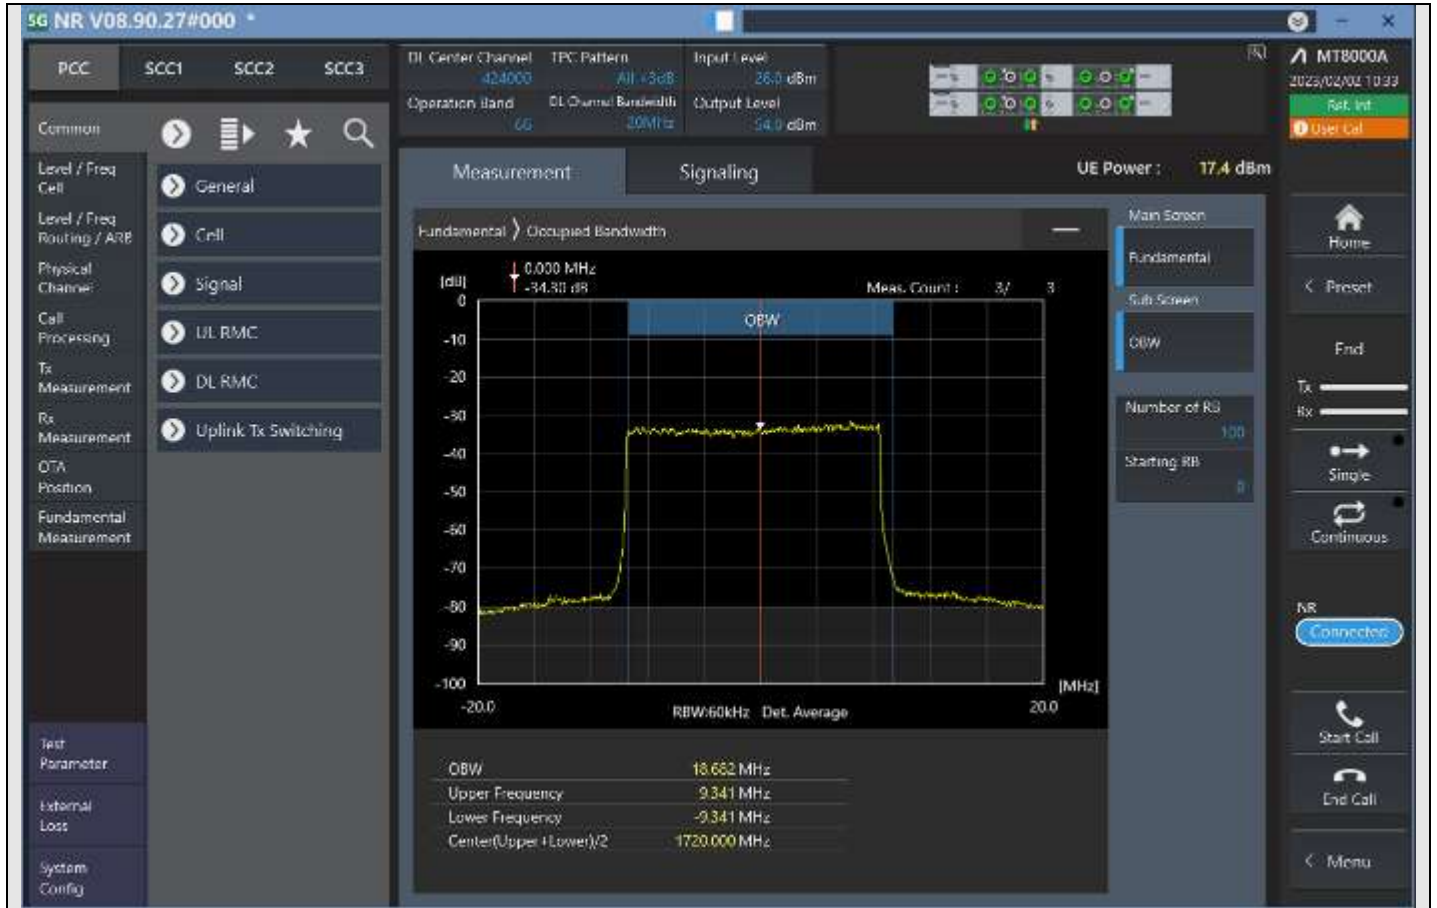 5G NR V08.90.27#000 *
PCC SCC1 SCC2 SCC3
DL Center Channel
424000
TPC Pattern
All +3dB
Input Level
26.0 dBm
Operation Band
66
DL Channel Bandwidth
20MHz
Output Level
-54.0 dBm
MT8000A
2023/02/02 10:33
Ref. Int
User Cal
Common
Level / Freq
Cell
Level / Freq
Routing / ARB
Physical
Channel
Call
Processing
Tx
Measurement
Rx
Measurement
OTA
Position
Fundamental
Measurement
Test
Parameter
External
Loss
System
Config
General
Cell
Signal
UL RMC
DL RMC
Uplink Tx Switching
Measurement Signaling
UE Power : 17.4 dBm
Fundamental > Occupied Bandwidth
[dB]
0.000 MHz
-34.30 dB
Meas. Count : 3/ 3
OBW
0
-10
-20
-30
-40
-50
-60
-70
-80
-90
-100
-20.0
RBW:60kHz Det. Average
20.0
[MHz]
OBW 18.682 MHz
Upper Frequency 9.341 MHz
Lower Frequency -9.341 MHz
Center(Upper+Lower)/2 1720.000 MHz
Main Screen
Fundamental
Sub Screen
OBW
Number of RB
100
Starting RB
0
Home
< Preset
End
Tx
Rx
Single
Continuous
NR
Connected
Start Call
End Call
< Menu